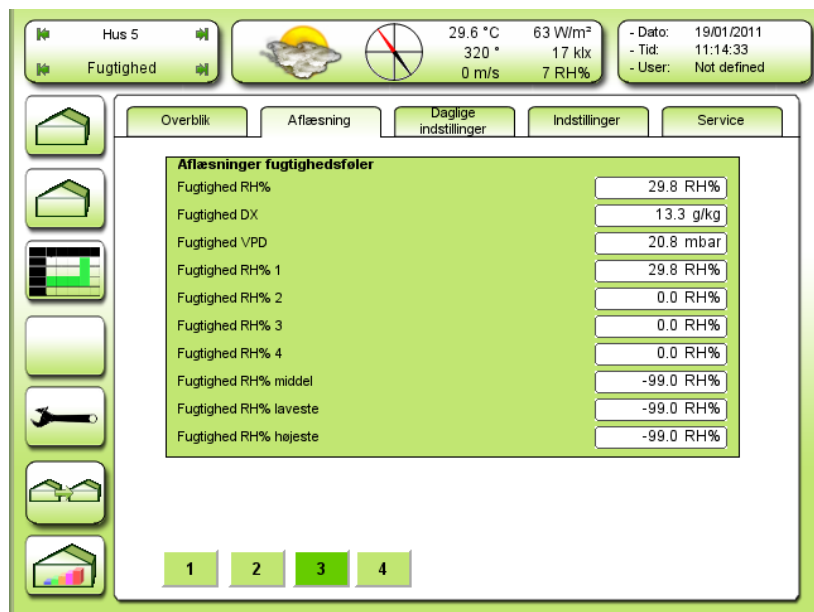 Hus 5
Fugtighed
29.6 °C 63 W/m²
320 ° 17 klx
0 m/s 7 RH%
- Dato: 19/01/2011
- Tid: 11:14:33
- User: Not defined
Overblik
Aflæsning
Daglige
indstillinger
Indstillinger
Service
Aflæsninger fugtighedsføler
Fugtighed RH% 29.8 RH%
Fugtighed DX 13.3 g/kg
Fugtighed VPD 20.8 mbar
Fugtighed RH% 1 29.8 RH%
Fugtighed RH% 2 0.0 RH%
Fugtighed RH% 3 0.0 RH%
Fugtighed RH% 4 0.0 RH%
Fugtighed RH% middel -99.0 RH%
Fugtighed RH% laveste -99.0 RH%
Fugtighed RH% højeste -99.0 RH%
1 2 3 4